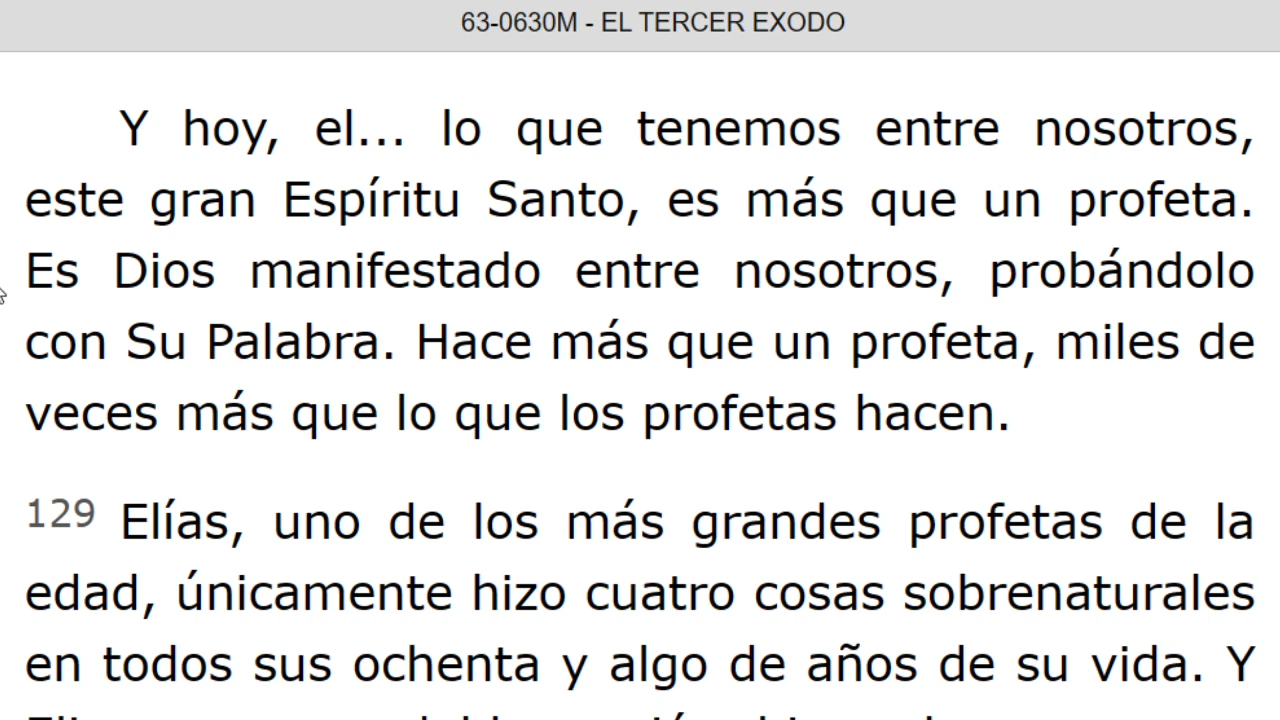 63-0630M - EL TERCER EXODO
Y hoy, el... lo que tenemos entre nosotros,
este gran Espíritu Santo, es más que un profeta.
Es Dios manifestado entre nosotros, probándolo
con Su Palabra. Hace más que un profeta, miles de
veces más que lo que los profetas hacen.
129 Elías, uno de los más grandes profetas de la
edad, únicamente hizo cuatro cosas sobrenaturales
en todos sus ochenta y algo de años de su vida. Y